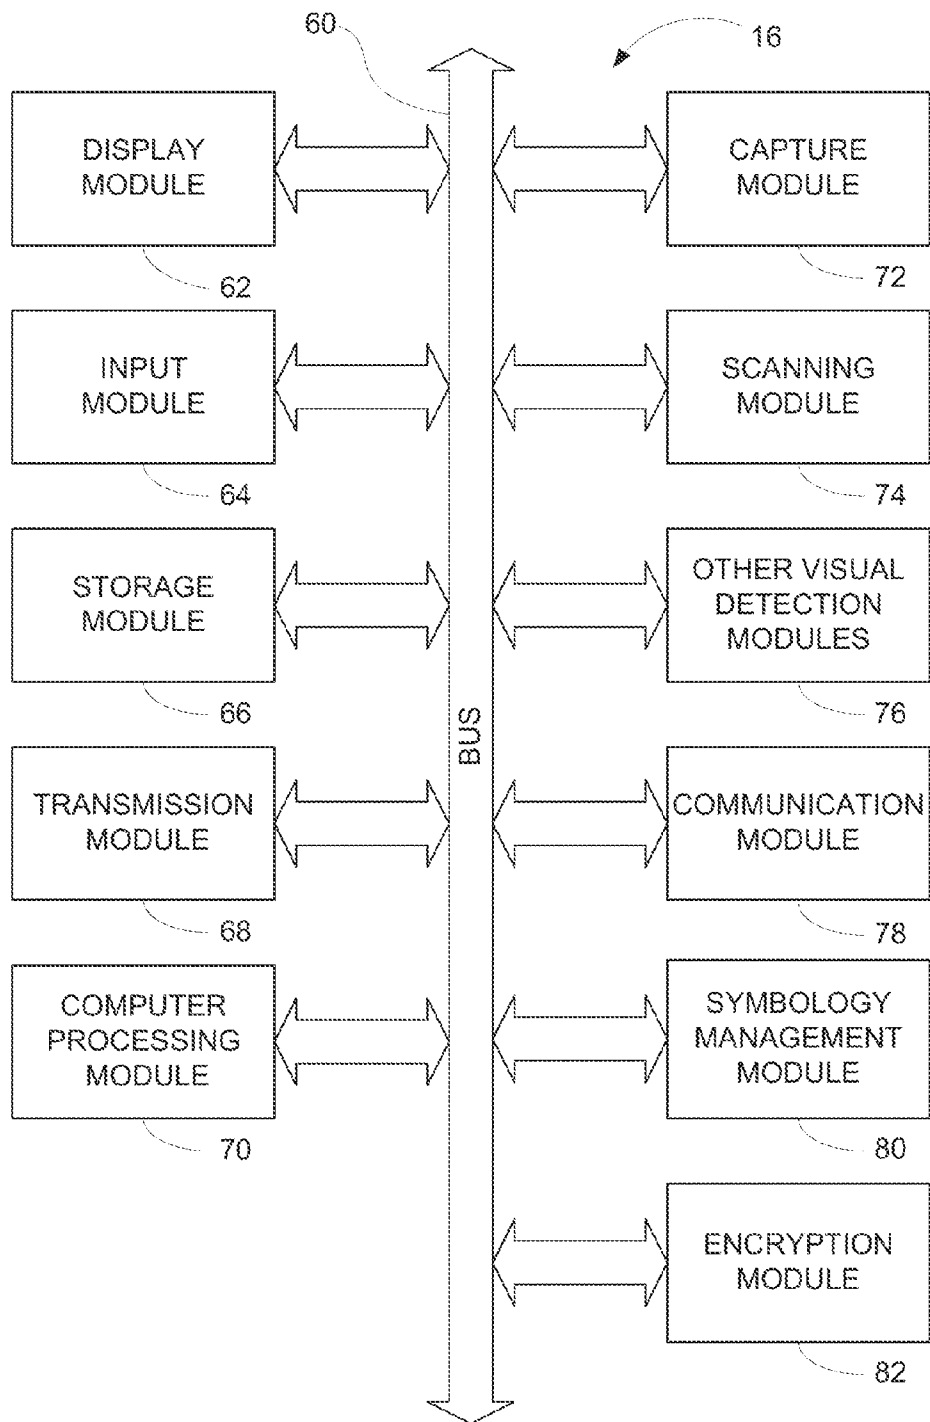 60
16
DISPLAY
MODULE
62
CAPTURE
MODULE
72
INPUT
MODULE
64
SCANNING
MODULE
74
STORAGE
MODULE
66
OTHER VISUAL
DETECTION
MODULES
76
BUS
TRANSMISSION
MODULE
68
COMMUNICATION
MODULE
78
COMPUTER
PROCESSING
MODULE
70
SYMBOLOGY
MANAGEMENT
MODULE
80
ENCRYPTION
MODULE
82